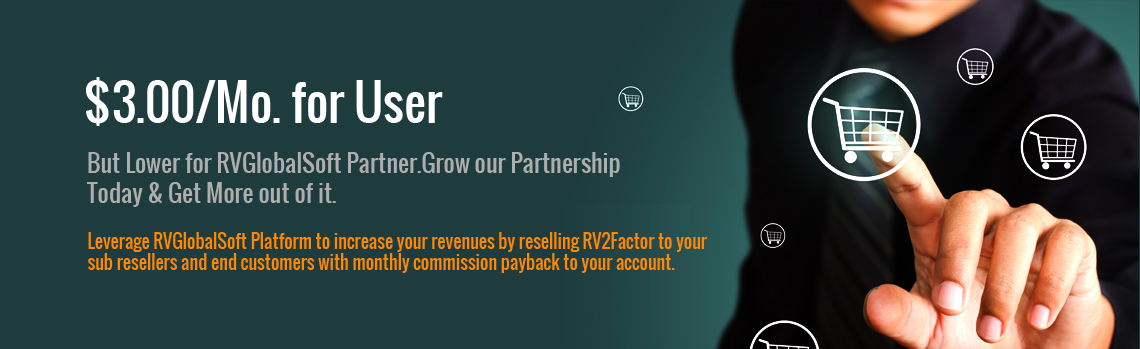 $3.00/Mo. for User
But Lower for RVGlobalSoft Partner.Grow our Partnership
Today & Get More out of it.
Leverage RVGlobalSoft Platform to increase your revenues by reselling RV2Factor to your
sub resellers and end customers with monthly commission payback to your account.